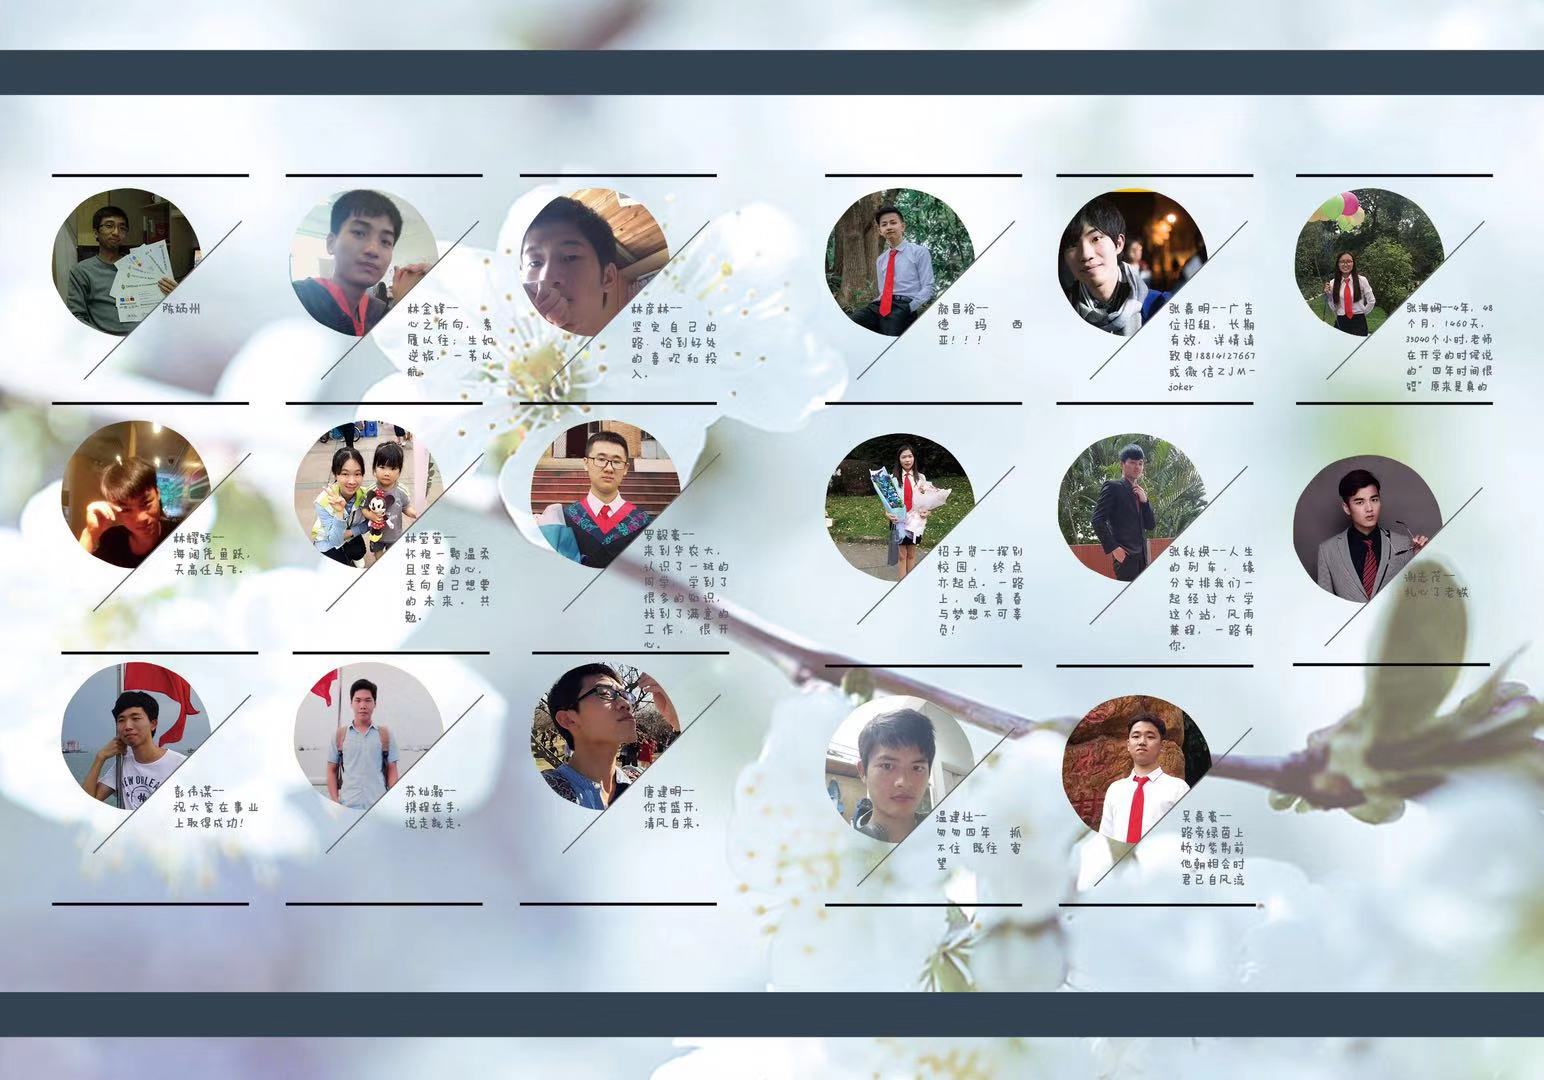 陈炳州
林金锋--
心之所向，素
履以往；生如
逆旅，一苇以
航。
林彦林--
坚定自己的
路，恰到好处
的喜欢和投
入。
颜昌裕--
德玛西
亚！！！
张嘉明--广告
位招租，长期
有效，详情请
致电18814127667
或微信ZJM-
joker
张海娴--4年，48
个月，1460天，
35040个小时，老师
在开学的时候说
的”四年时间很
短”原来是真的
林耀钙--
海阔凭鱼跃，
天高任鸟飞。
林莹莹--
怀抱一颗温柔
且坚定的心，
走向自己想要
的未来。共
勉。
罗毅豪--
来到华农大，
认识了一班的
同学，学到了
很多的知识，
找到了满意的
工作，很开
心。
招子贤--挥别
校园，终点
亦起点。一路
上，唯青春
与梦想不可辜
负！
张秋焕--人生
的列车，缘
分安排我们一
起经过大学
这个站，风雨
兼程，一路有
你。
谢志茂--
扎心了老铁
彭伟谋--
祝大家在事业
上取得成功！
NEW ORLEA
苏灿灏--
携程在手，
说走就走。
唐建明--
你若盛开，
清风自来。
温建壮--
匆匆四年 抓
不住 既往 寄
望
吴嘉豪--
路旁绿茵上
桥边紫荆前
他朝相会时
君已自风流